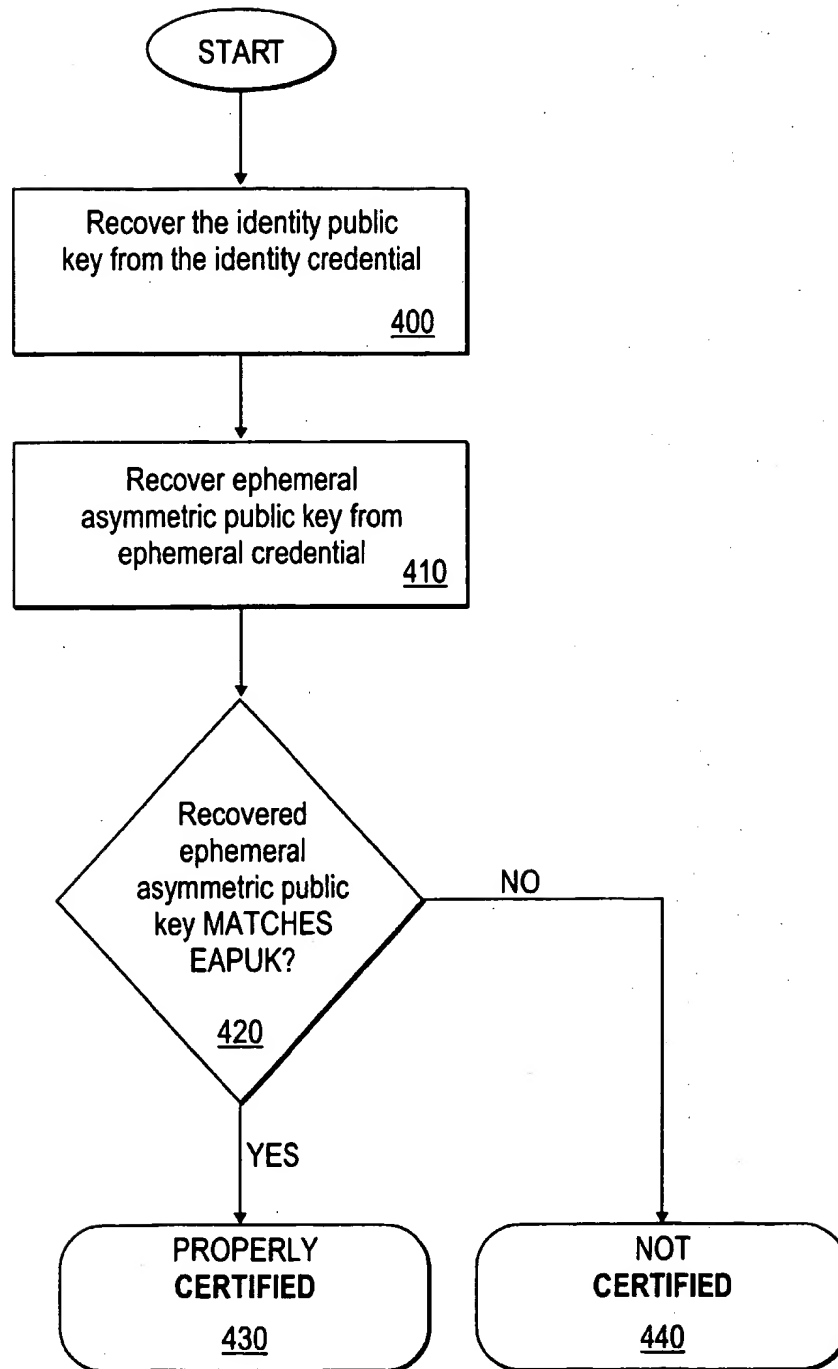 START
Recover the identity public
key from the identity credential
400
Recover ephemeral
asymmetric public key from
ephemeral credential
410
Recovered
ephemeral
asymmetric public
key MATCHES
EAPUK?
420
NO
YES
PROPERLY
CERTIFIED
430
NOT
CERTIFIED
440